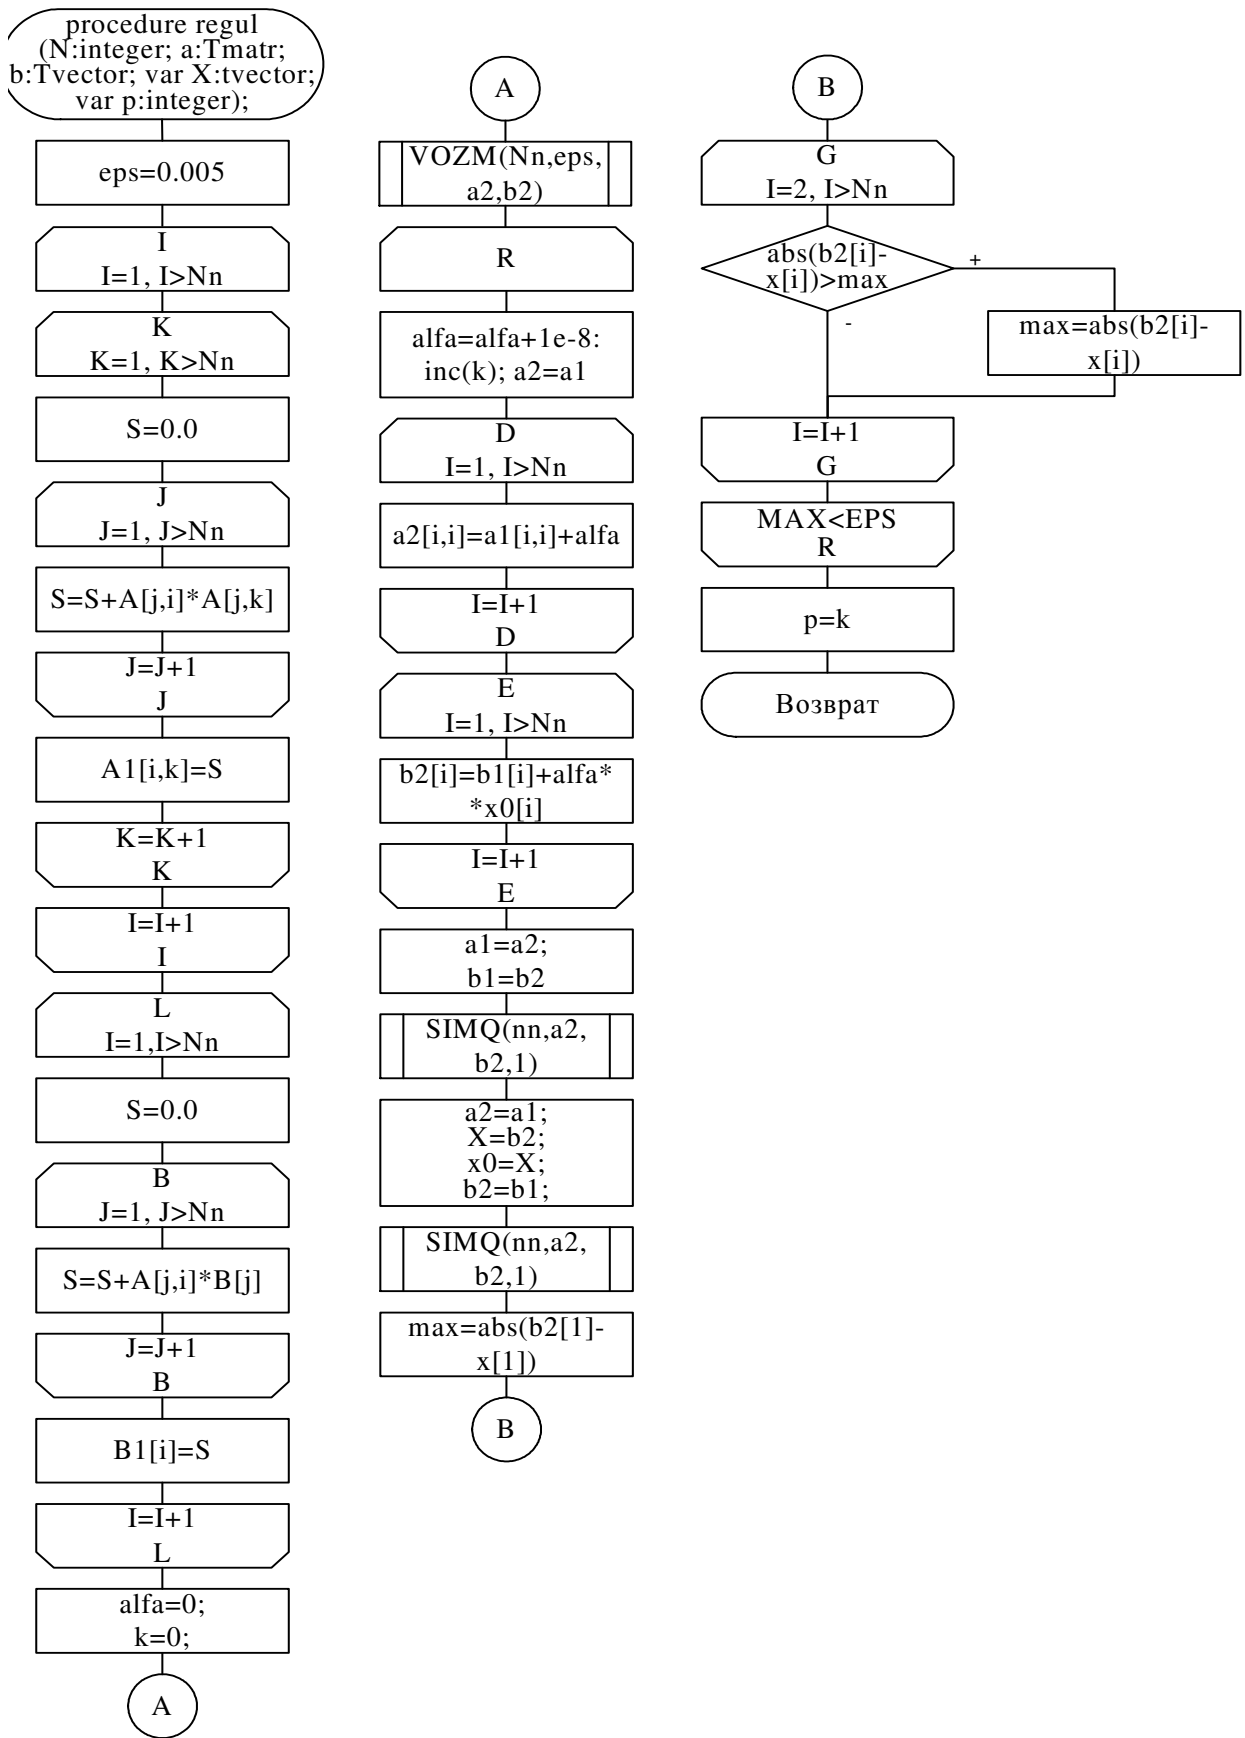 procedure regul
(N:integer; a:Tmatr;
b:Tvector; var X:tvector;
var p:integer);
eps=0.005
I
I=1, I>Nn
K
K=1, K>Nn
S=0.0
J
J=1, J>Nn
S=S+A[j,i]*A[j,k]
J=J+1
J
A1[i,k]=S
K=K+1
K
I=I+1
I
L
I=1,I>Nn
S=0.0
B
J=1, J>Nn
S=S+A[j,i]*B[j]
J=J+1
B
B1[i]=S
I=I+1
L
alfa=0;
k=0;
A
A
VOZM(Nn,eps,
a2,b2)
R
alfa=alfa+1e-8:
inc(k); a2=a1
D
I=1, I>Nn
a2[i,i]=a1[i,i]+alfa
I=I+1
D
E
I=1, I>Nn
b2[i]=b1[i]+alfa*
*x0[i]
I=I+1
E
a1=a2;
b1=b2
SIMQ(nn,a2,
b2,1)
a2=a1;
X=b2;
x0=X;
b2=b1;
SIMQ(nn,a2,
b2,1)
max=abs(b2[1]-
x[1])
B
B
G
I=2, I>Nn
abs(b2[i]-
x[i])>max
+
-
max=abs(b2[i]-
x[i])
I=I+1
G
MAX<EPS
R
p=k
Возврат